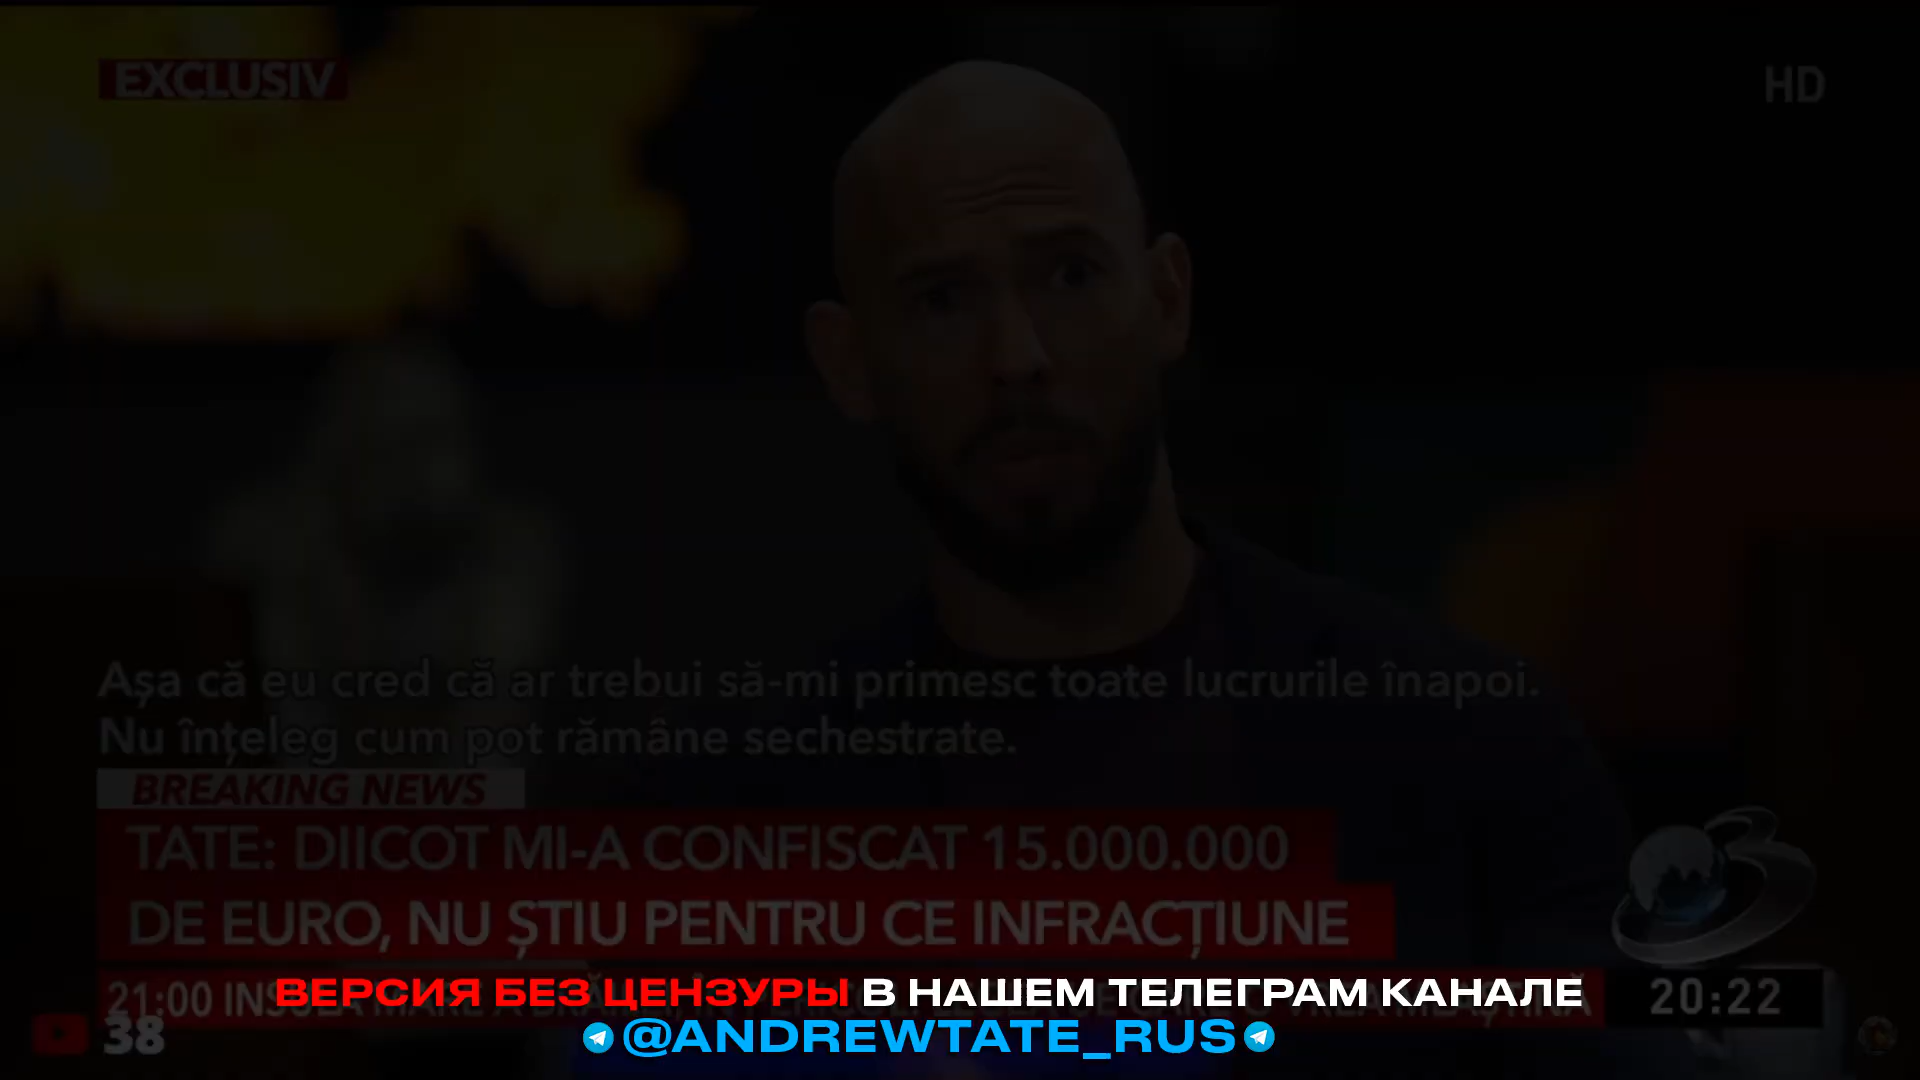 EXCLUSIV
HD
Așa că eu cred că ar trebui să-mi primesc toate lucrurile înapoi.
Nu înțeleg cum pot rămâne sechestrate.
BREAKING NEWS
TATE: DIICOT MI-A CONFISCAT 15.000.000
DE EURO, NU ȘTIU PENTRU CE INFRACȚIUNE
21:00
20:22
ВЕРСИЯ БЕЗ ЦЕНЗУРЫ В НАШЕМ ТЕЛЕГРАМ КАНАЛЕ
38
@ANDREWTATE_RUS